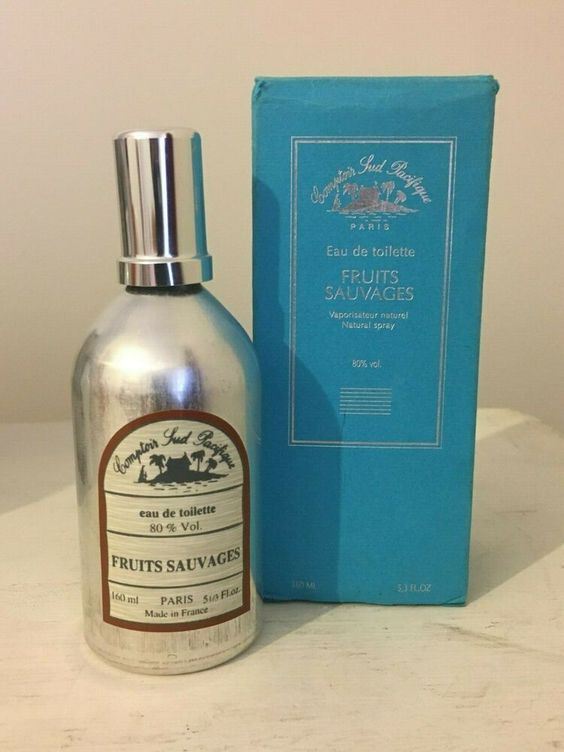 Comptoir Sud Pacifique
PARIS
Eau de toilette
FRUITS
SAUVAGES
Vaporisateur naturel
Natural spray
80% vol.
160 ML 5,3 FL.OZ
Comptoir Sud Pacifique
eau de toilette
80 % Vol.
FRUITS SAUVAGES
160 ml PARIS 51/3 Fl.oz.
Made in France